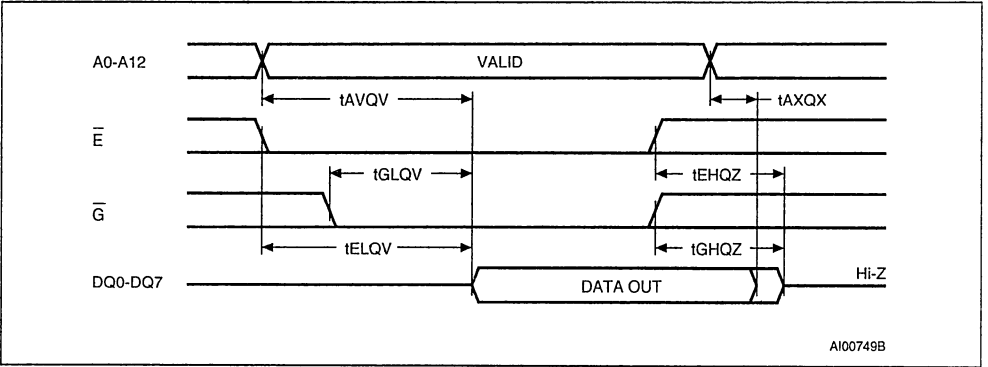 A0-A12
VALID
tAVQV
tAXQX
E
tGLQV
tEHQZ
G
tELQV
tGHQZ
DQ0-DQ7
DATA OUT
Hi-Z
AI00749B